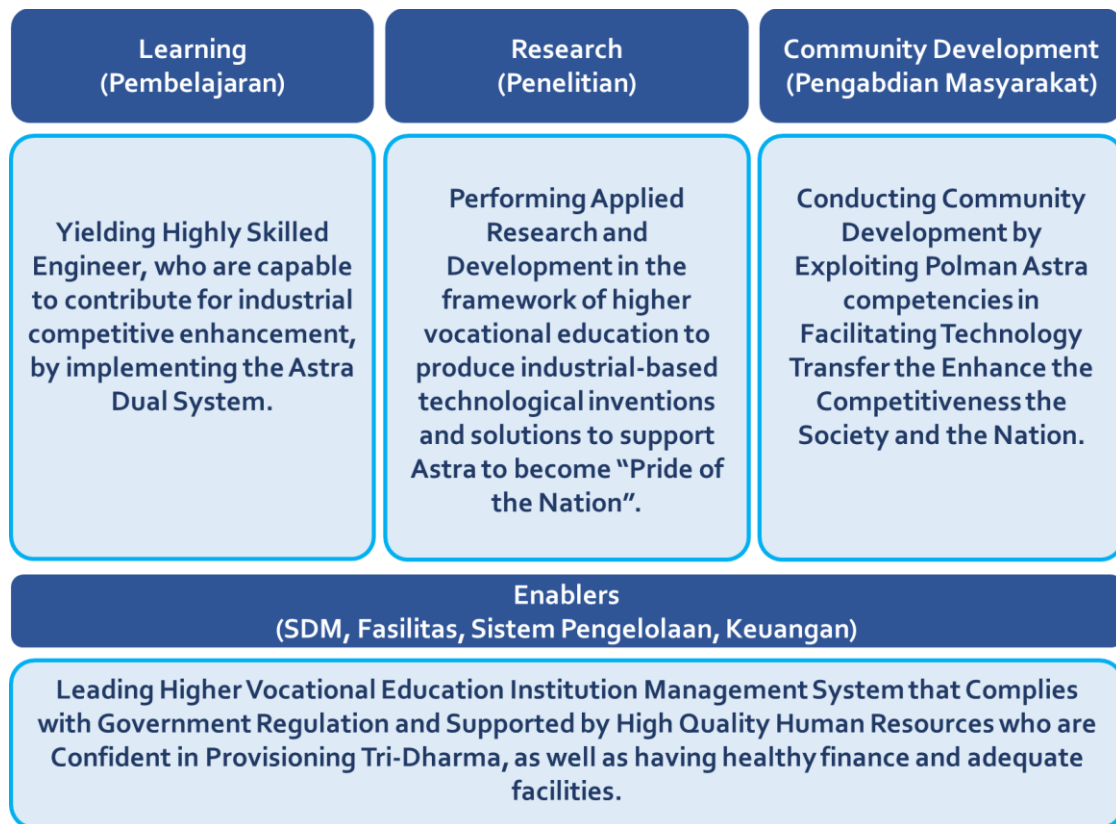 Learning
(Pembelajaran)
Research
(Penelitian)
Community Development
(Pengabdian Masyarakat)
Yielding Highly Skilled
Engineer, who are capable
to contribute for industrial
competitive enhancement,
by implementing the Astra
Dual System.
Performing Applied
Research and
Development in the
framework of higher
vocational education to
produce industrial-based
technological inventions
and solutions to support
Astra to become “Pride of
the Nation”.
Conducting Community
Development by
Exploiting Polman Astra
competencies in
Facilitating Technology
Transfer the Enhance the
Competitiveness the
Society and the Nation.
Enablers
(SDM, Fasilitas, Sistem Pengelolaan, Keuangan)
Leading Higher Vocational Education Institution Management System that Complies
with Government Regulation and Supported by High Quality Human Resources who are
Confident in Provisioning Tri-Dharma, as well as having healthy finance and adequate
facilities.